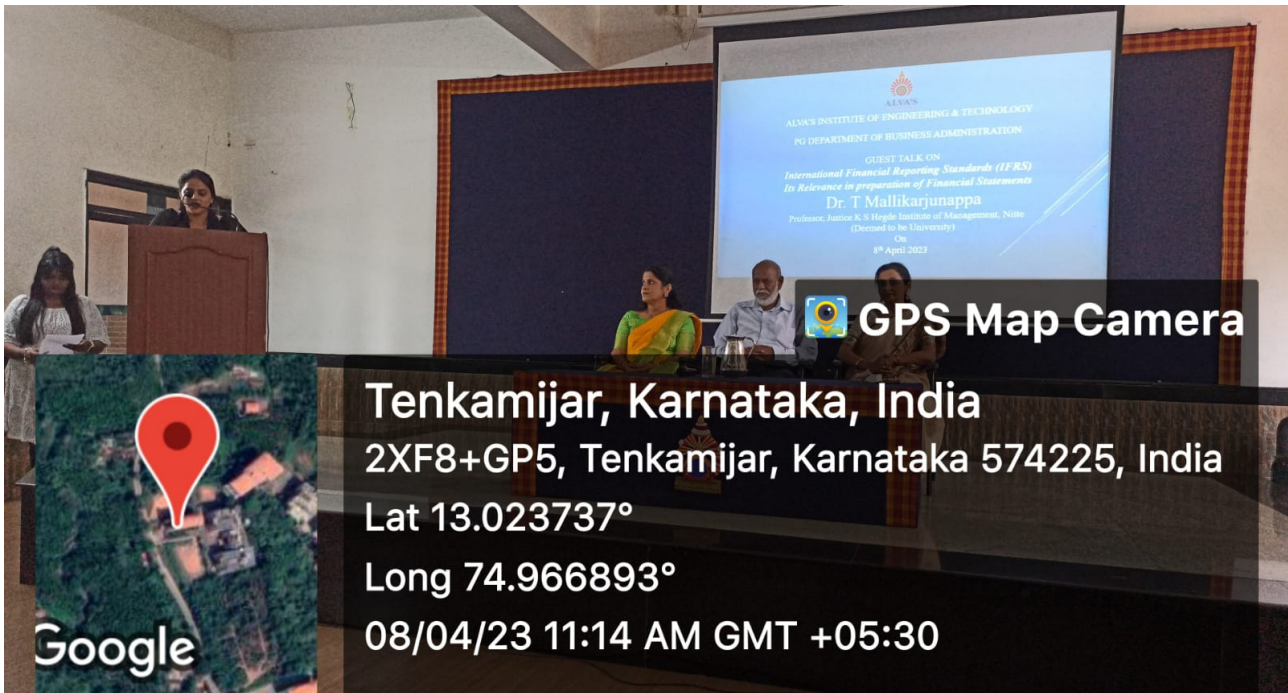 ALVA'S
ALVA'S INSTITUTE OF ENGINEERING & TECHNOLOGY
PG DEPARTMENT OF BUSINESS ADMINISTRATION
GUEST TALK ON
International Financial Reporting Standards (IFRS)
Its Relevance in preparation of Financial Statements
Dr. T Mallikarjunappa
Professor, Justice K S Hegde Institute of Management, Nitte
(Deemed to be University)
On
8th April 2023
GPS Map Camera
Tenkamijar, Karnataka, India
2XF8+GP5, Tenkamijar, Karnataka 574225, India
Lat 13.023737°
Long 74.966893°
08/04/23 11:14 AM GMT +05:30
Google